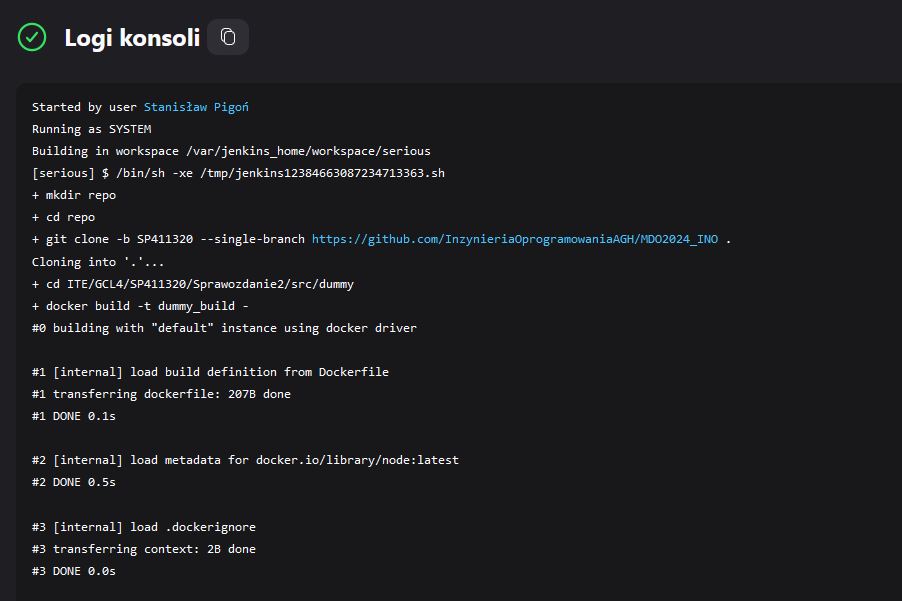 Logi konsoli
Started by user Stanisław Pigoń
Running as SYSTEM
Building in workspace /var/jenkins_home/workspace/serious
[serious] $ /bin/sh -xe /tmp/jenkins12384663087234713363.sh
+ mkdir repo
+ cd repo
+ git clone -b SP411320 --single-branch https://github.com/InzynieriaOprogramowaniaAGH/MDO2024_INO .
Cloning into '.'...
+ cd ITE/GCL4/SP411320/Sprawozdanie2/src/dummy
+ docker build -t dummy_build -
#0 building with "default" instance using docker driver
#1 [internal] load build definition from Dockerfile
#1 transferring dockerfile: 207B done
#1 DONE 0.1s
#2 [internal] load metadata for docker.io/library/node:latest
#2 DONE 0.5s
#3 [internal] load .dockerignore
#3 transferring context: 2B done
#3 DONE 0.0s